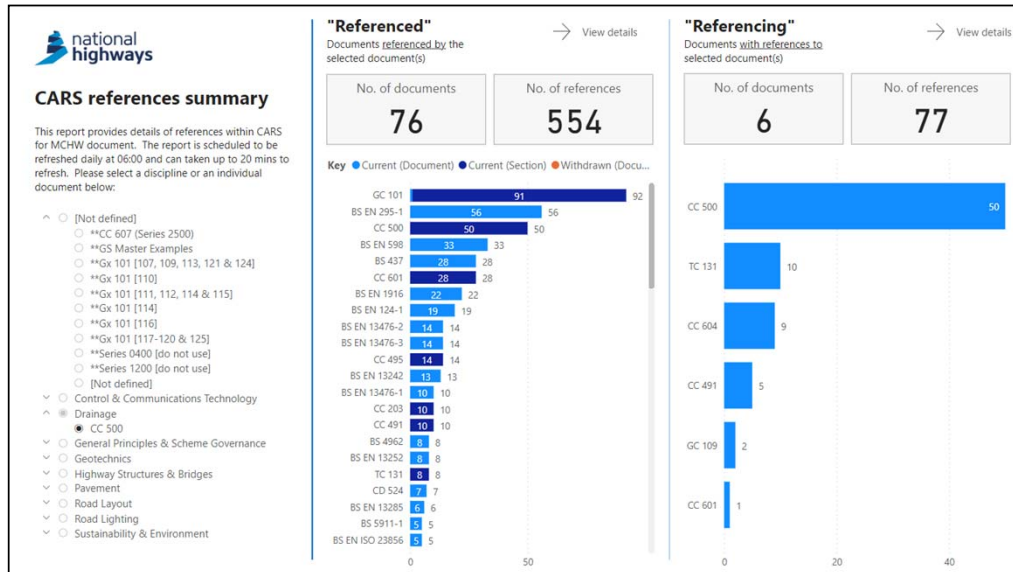 national
highways
CARS references summary
This report provides details of references within CARS
for MCHW document. The report is scheduled to be
refreshed daily at 06:00 and can taken up to 20 mins to
refresh. Please select a discipline or an individual
document below:
[Not defined]
**CC 607 (Series 2500)
**GS Master Examples
**Gx 101 [107, 109, 113, 121 & 124]
**Gx 101 [110]
**Gx 101 [111, 112, 114 & 115]
**Gx 101 [114]
**Gx 101 [116]
**Gx 101 [117-120 & 125]
**Series 0400 [do not use]
**Series 1200 [do not use]
[Not defined]
Control & Communications Technology
Drainage
CC 500
General Principles & Scheme Governance
Geotechnics
Highway Structures & Bridges
Pavement
Road Layout
Road Lighting
Sustainability & Environment
"Referenced"
Documents referenced by the
selected document(s)
View details
No. of documents
76
No. of references
554
Key Current (Document) Current (Section) Withdrawn (Docu...
GC 101 91 92
BS EN 295-1 56 56
CC 500 50 50
BS EN 598 33 33
BS 437 28 28
CC 601 28 28
BS EN 1916 22 22
BS EN 124-1 19 19
BS EN 13476-2 14 14
BS EN 13476-3 14 14
CC 495 14 14
BS EN 13242 13 13
BS EN 13476-1 10 10
CC 203 10 10
CC 491 10 10
BS 4962 8 8
BS EN 13252 8 8
TC 131 8 8
CD 524 7 7
BS EN 13285 6 6
BS 5911-1 5 5
BS EN ISO 23856 5 5
0 50
"Referencing"
Documents with references to
selected document(s)
View details
No. of documents
6
No. of references
77
CC 500 50
TC 131 10
CC 604 9
CC 491 5
GC 109 2
CC 601 1
0 20 40